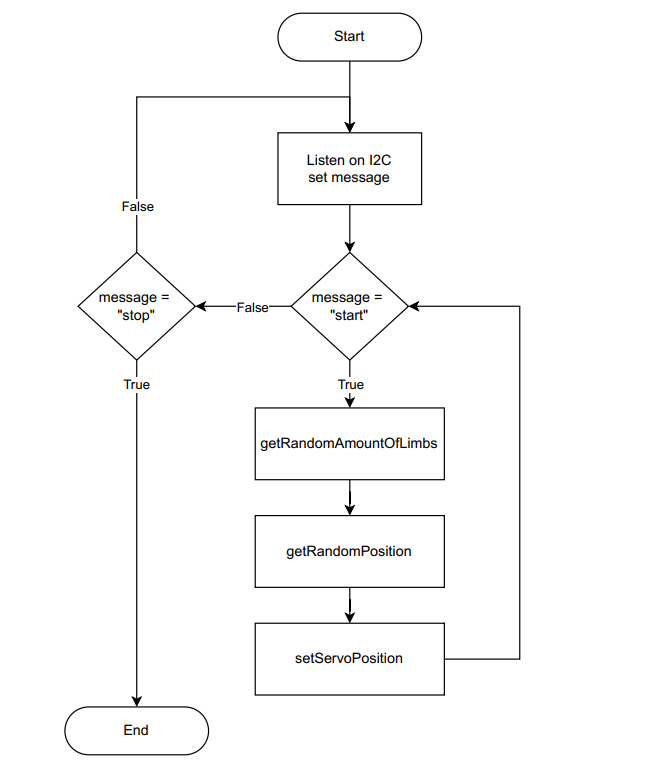 Start
Listen on I2C
set message
False
message =
"stop"
False
message =
"start"
True
True
getRandomAmountOfLimbs
getRandomPosition
setServoPosition
End